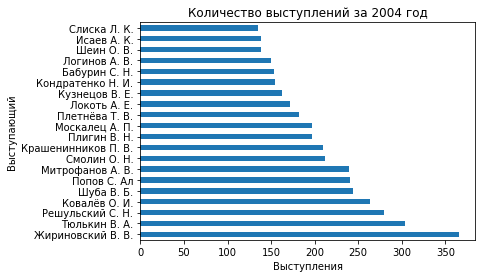 Количество выступлений за 2004 год
Слиска Л. К.
Исаев А. К.
Шеин О. В.
Логинов А. В.
Бабурин С. Н.
Кондратенко Н. И.
Кузнецов В. Е.
Локоть А. Е.
Плетнёва Т. В.
Москалец А. П.
Плигин В. Н.
Крашенинников П. В.
Смолин О. Н.
Митрофанов А. В.
Попов С. Ал
Шуба В. Б.
Ковалёв О. И.
Решульский С. Н.
Тюлькин В. А.
Жириновский В. В.
Выступающий
0 50 100 150 200 250 300 350
Выступления